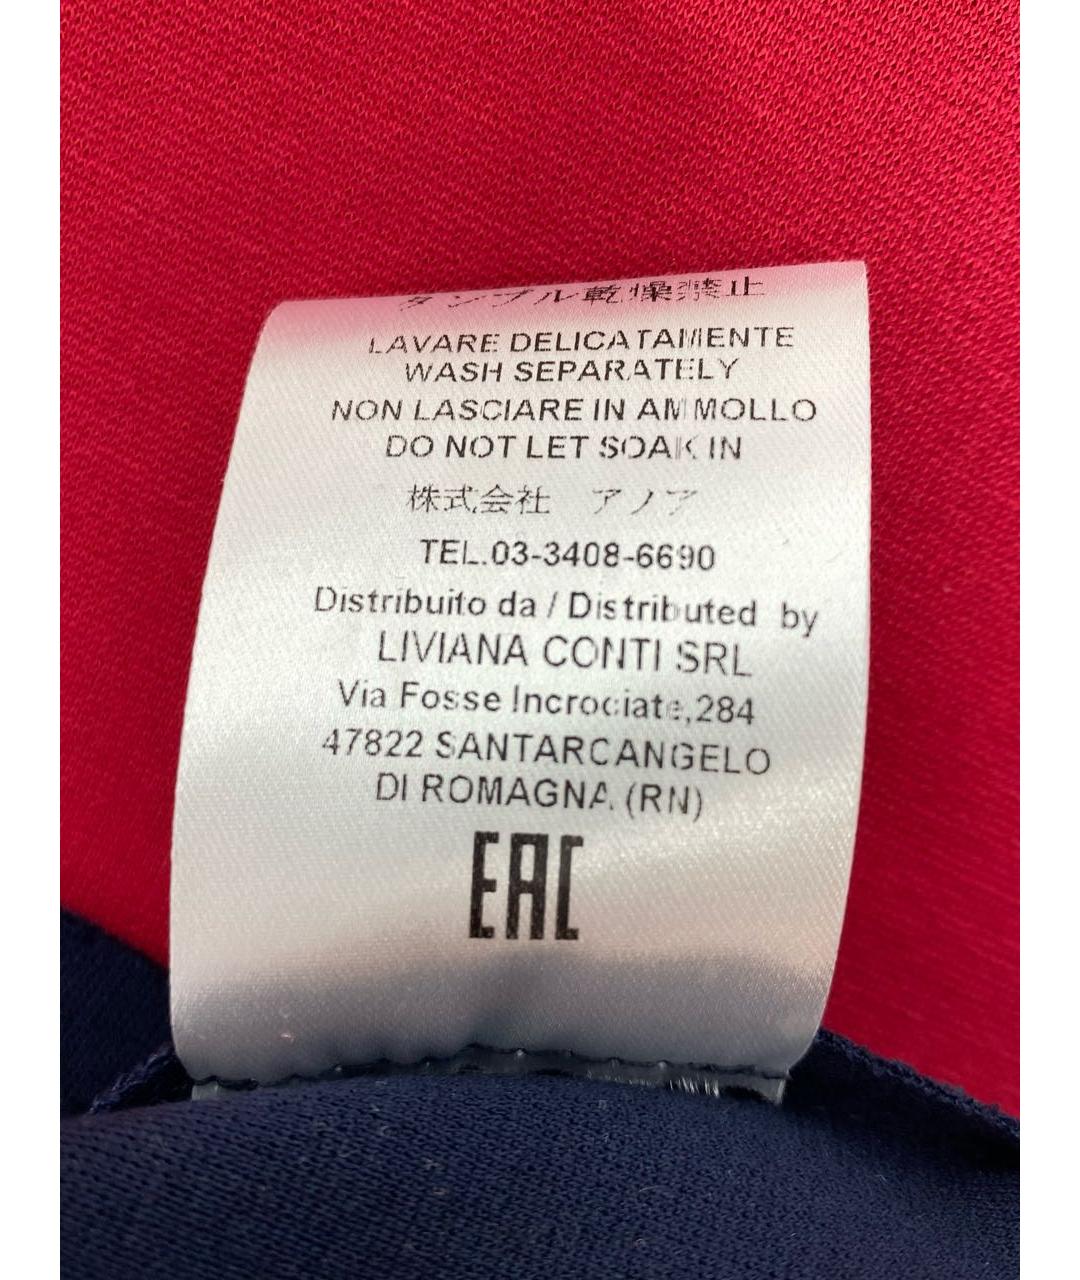 タンブル乾燥禁止
LAVARE DELICATAMENTE
WASH SEPARATELY
NON LASCIARE IN AMMOLLO
DO NOT LET SOAK IN
株式会社 アノア
TEL.03-3408-6690
Distribuito da / Distributed by
LIVIANA CONTI SRL
Via Fosse Incrociate,284
47822 SANTARCANGELO
DI ROMAGNA (RN)
EAC